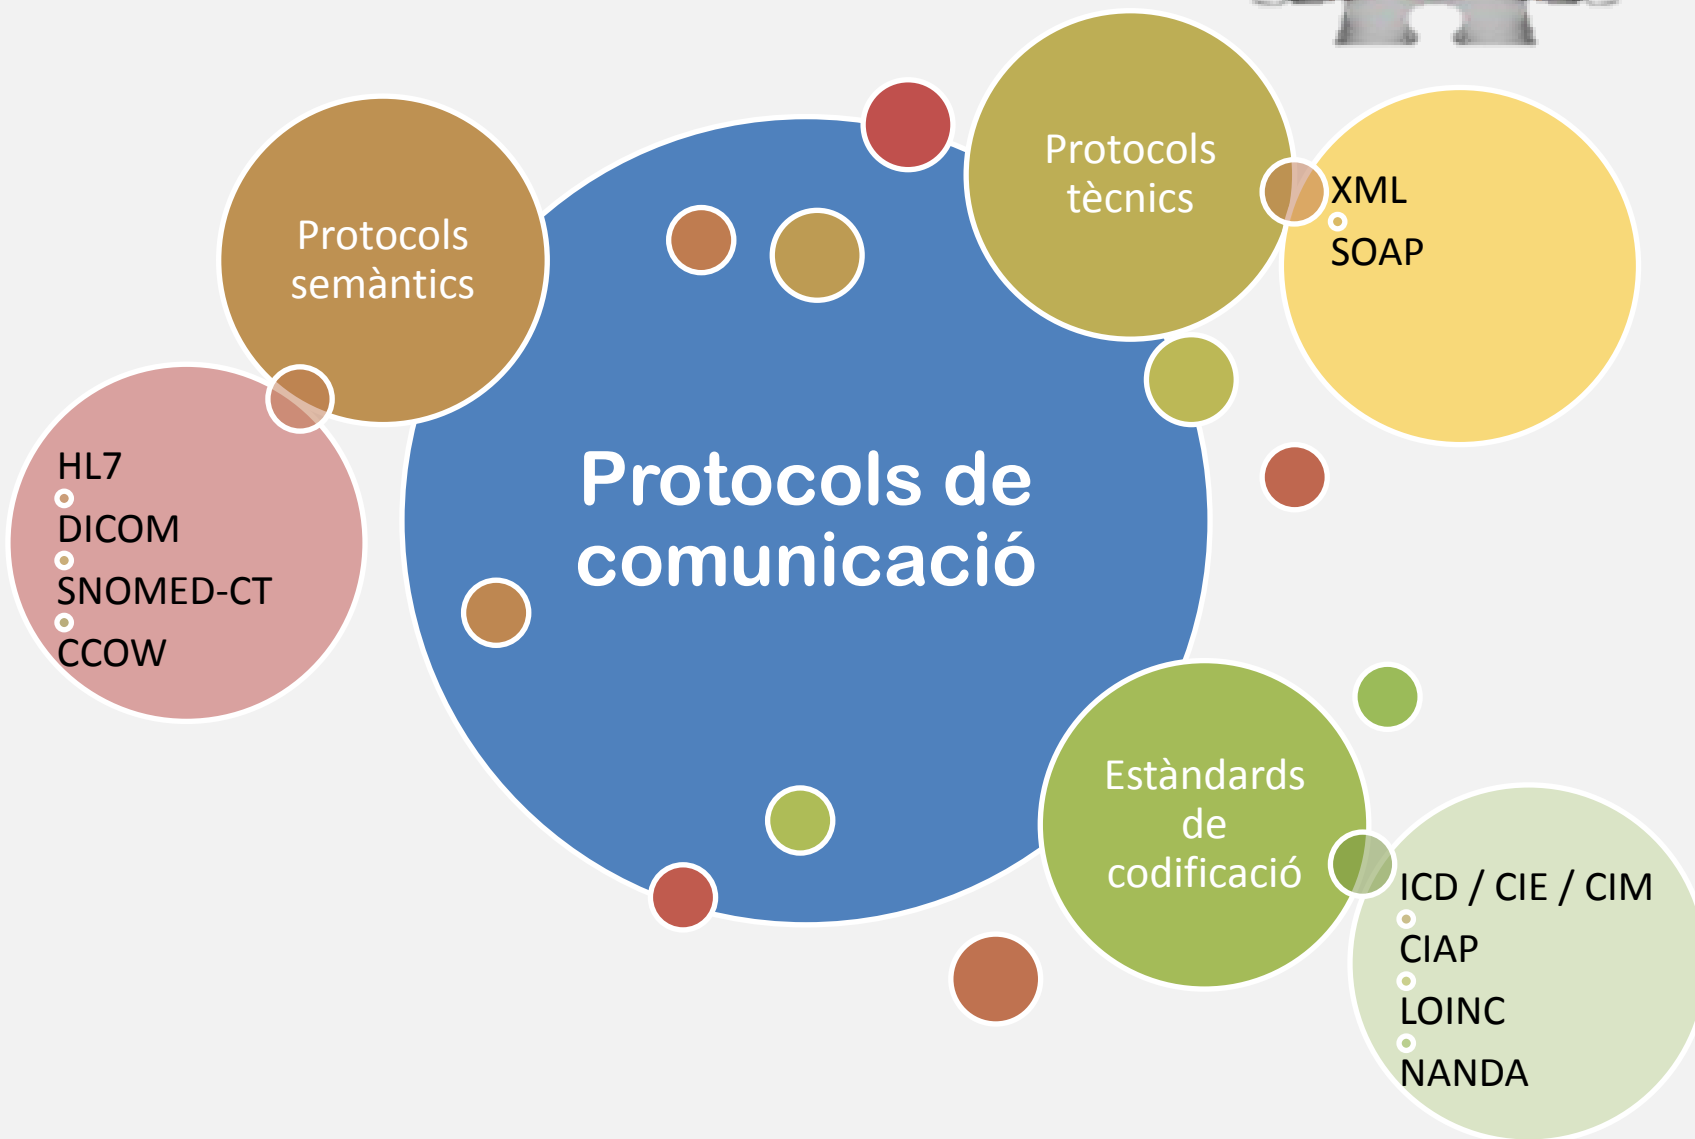 Protocols de
comunicació
Protocols
semàntics
HL7
DICOM
SNOMED-CT
CCOW
Protocols
tècnics
XML
SOAP
Estàndards
de
codificació
ICD / CIE / CIM
CIAP
LOINC
NANDA